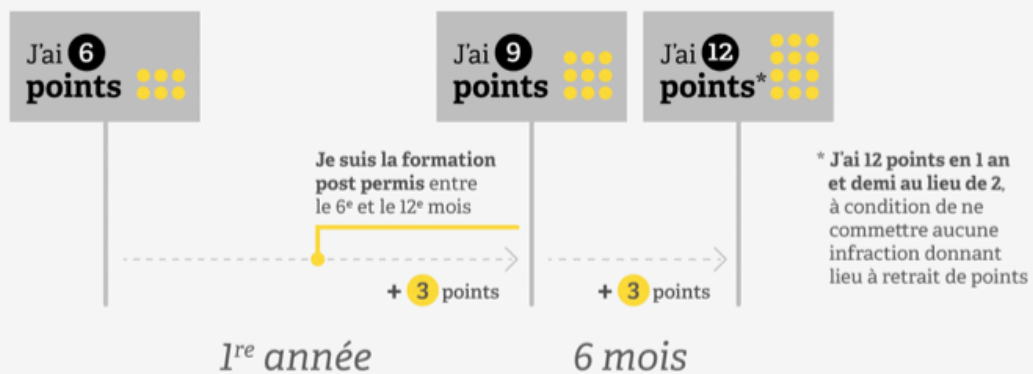 J'ai 6
points
J'ai 9
points
J'ai 12
points*
Je suis la formation
post permis entre
le 6e et le 12e mois
* J'ai 12 points en 1 an
et demi au lieu de 2,
à condition de ne
commettre aucune
infraction donnant
lieu à retrait de points
+ 3 points
+ 3 points
1re année
6 mois